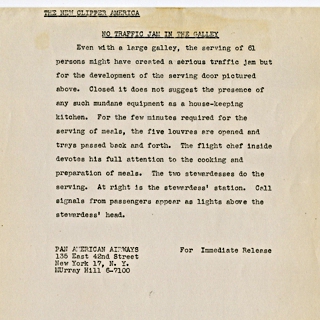 THE NEW CLIPPER AMERICA
NO TRAFFIC JAM IN THE GALLEY
Even with a large galley, the serving of 61
persons might have created a serious traffic jam but
for the development of the serving door pictured
above. Closed it does not suggest the presence of
any such mundane equipment as a house-keeping
kitchen. For the few minutes required for the
serving of meals, the five louvres are opened and
trays passed back and forth. The flight chef inside
devotes his full attention to the cooking and
preparation of meals. The two stewardesses do the
serving. At right is the stewardess' station. Call
signals from passengers appear as lights above the
stewardess' head.
PAN AMERICAN AIRWAYS For Immediate Release
135 East 42nd Street
New York 17, N. Y.
MUrray Hill 6-7100